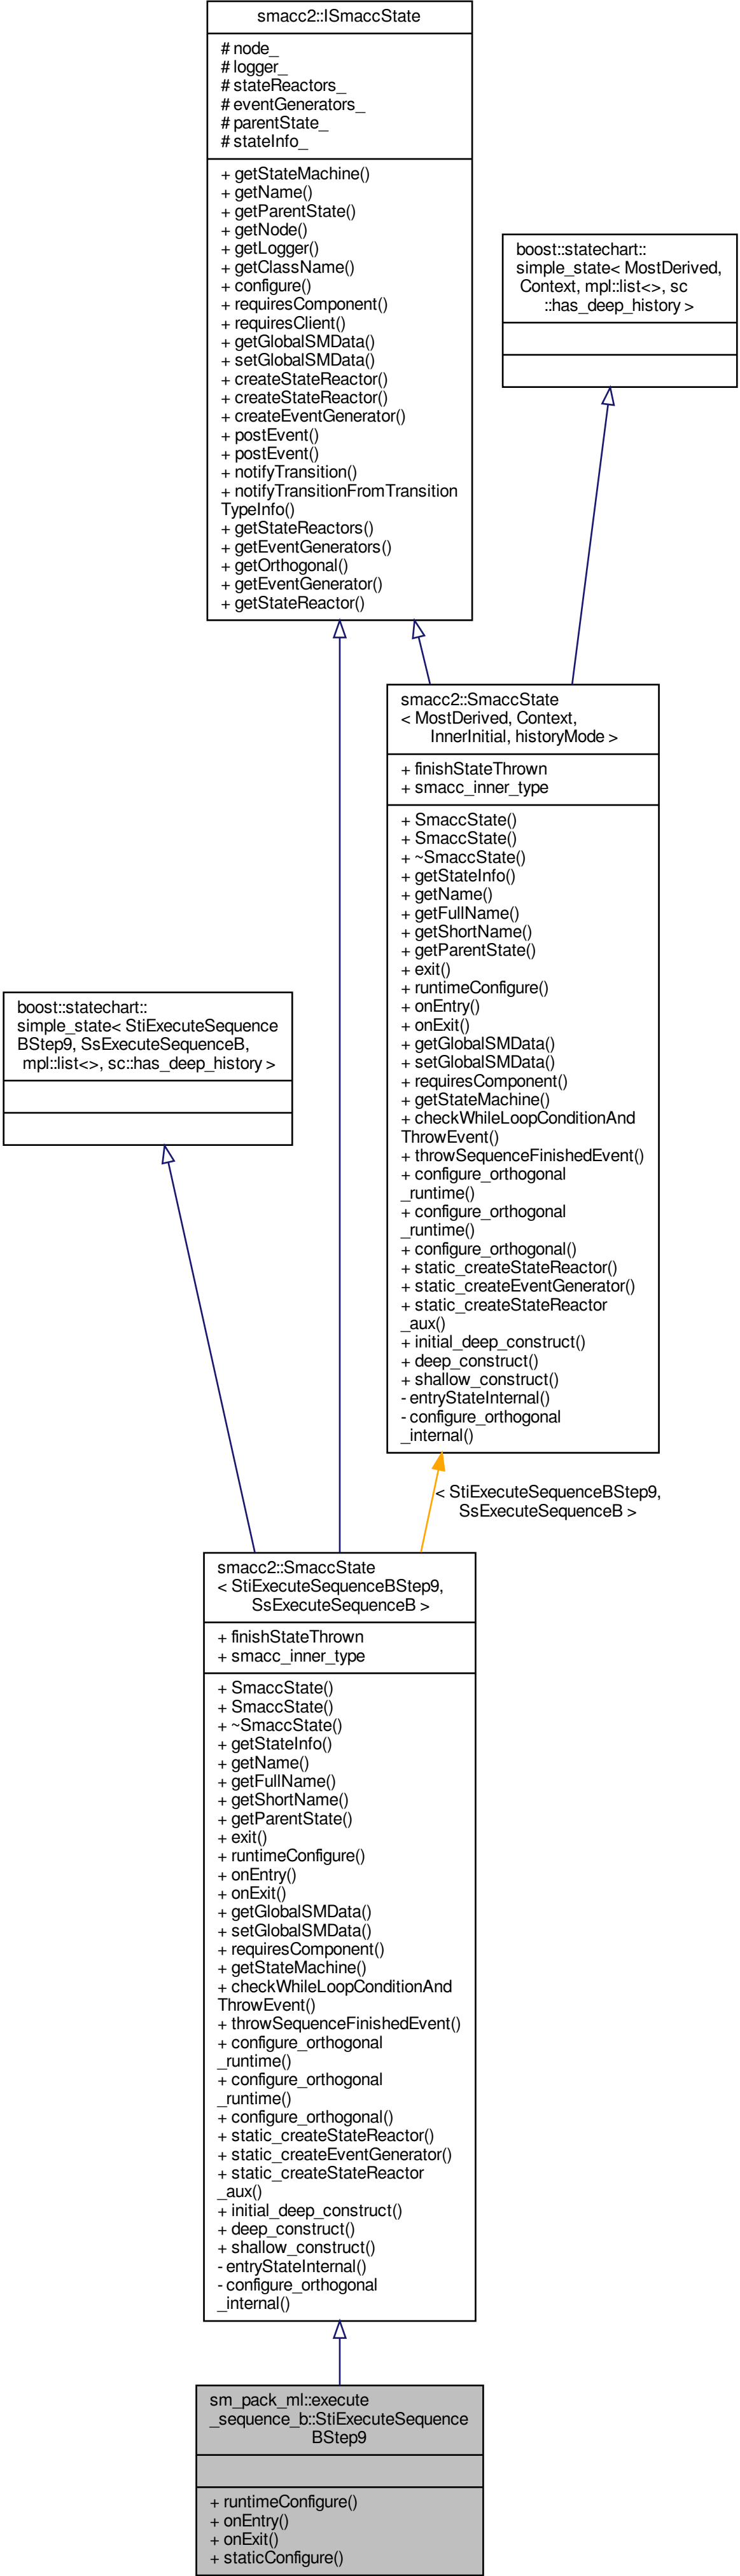 smacc2::ISmaccState
# node_
# logger_
# stateReactors_
# eventGenerators_
# parentState_
# stateInfo_
+ getStateMachine()
+ getName()
+ getParentState()
+ getNode()
+ getLogger()
+ getClassName()
+ configure()
+ requiresComponent()
+ requiresClient()
+ getGlobalSMData()
+ setGlobalSMData()
+ createStateReactor()
+ createStateReactor()
+ createEventGenerator()
+ postEvent()
+ postEvent()
+ notifyTransition()
+ notifyTransitionFromTransition
TypeInfo()
+ getStateReactors()
+ getEventGenerators()
+ getOrthogonal()
+ getEventGenerator()
+ getStateReactor()
boost::statechart::
simple_state< MostDerived,
Context, mpl::list<>, sc
::has_deep_history >
smacc2::SmaccState
< MostDerived, Context,
InnerInitial, historyMode >
+ finishStateThrown
+ smacc_inner_type
+ SmaccState()
+ SmaccState()
+ ~SmaccState()
+ getStateInfo()
+ getName()
+ getFullName()
+ getShortName()
+ getParentState()
+ exit()
+ runtimeConfigure()
+ onEntry()
+ onExit()
+ getGlobalSMData()
+ setGlobalSMData()
+ requiresComponent()
+ getStateMachine()
+ checkWhileLoopConditionAnd
ThrowEvent()
+ throwSequenceFinishedEvent()
+ configure_orthogonal
_runtime()
+ configure_orthogonal
_runtime()
+ configure_orthogonal()
+ static_createStateReactor()
+ static_createEventGenerator()
+ static_createStateReactor
_aux()
+ initial_deep_construct()
+ deep_construct()
+ shallow_construct()
- entryStateInternal()
- configure_orthogonal
_internal()
boost::statechart::
simple_state< StiExecuteSequence
BStep9, SsExecuteSequenceB,
mpl::list<>, sc::has_deep_history >
< StiExecuteSequenceBStep9,
SsExecuteSequenceB >
smacc2::SmaccState
< StiExecuteSequenceBStep9,
SsExecuteSequenceB >
+ finishStateThrown
+ smacc_inner_type
+ SmaccState()
+ SmaccState()
+ ~SmaccState()
+ getStateInfo()
+ getName()
+ getFullName()
+ getShortName()
+ getParentState()
+ exit()
+ runtimeConfigure()
+ onEntry()
+ onExit()
+ getGlobalSMData()
+ setGlobalSMData()
+ requiresComponent()
+ getStateMachine()
+ checkWhileLoopConditionAnd
ThrowEvent()
+ throwSequenceFinishedEvent()
+ configure_orthogonal
_runtime()
+ configure_orthogonal
_runtime()
+ configure_orthogonal()
+ static_createStateReactor()
+ static_createEventGenerator()
+ static_createStateReactor
_aux()
+ initial_deep_construct()
+ deep_construct()
+ shallow_construct()
- entryStateInternal()
- configure_orthogonal
_internal()
sm_pack_ml::execute
_sequence_b::StiExecuteSequence
BStep9
+ runtimeConfigure()
+ onEntry()
+ onExit()
+ staticConfigure()